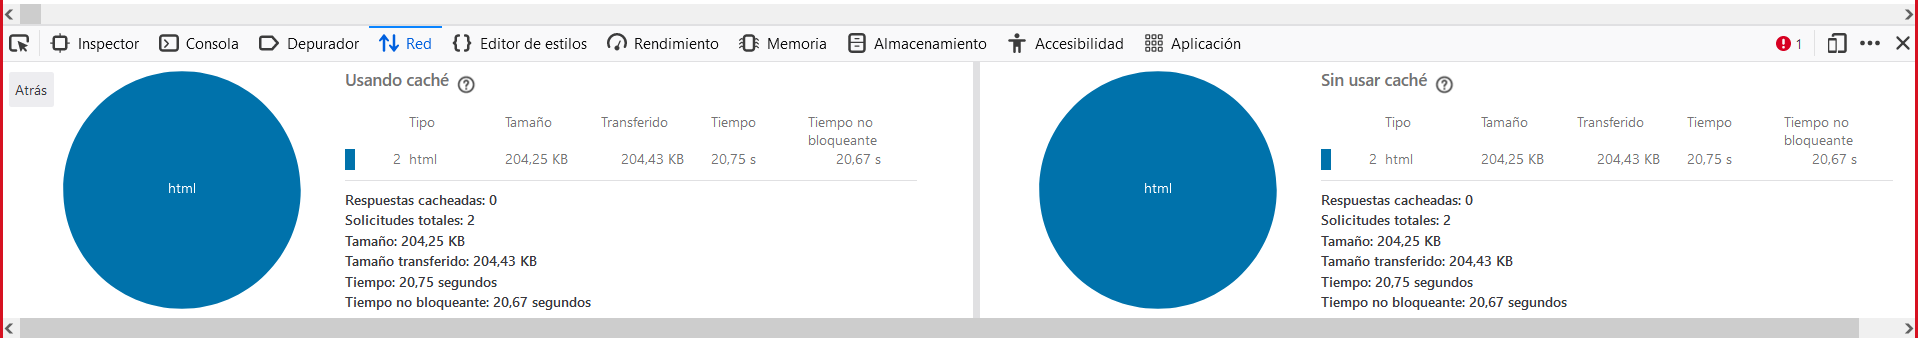 Inspector Consola Depurador Red Editor de estilos Rendimiento Memoria Almacenamiento Accesibilidad Aplicación 1
Atrás
html
Usando caché
Tipo Tamaño Transferido Tiempo Tiempo no
bloqueante
2 html 204,25 KB 204,43 KB 20,75 s 20,67 s
Respuestas cacheadas: 0
Solicitudes totales: 2
Tamaño: 204,25 KB
Tamaño transferido: 204,43 KB
Tiempo: 20,75 segundos
Tiempo no bloqueante: 20,67 segundos
html
Sin usar caché
Tipo Tamaño Transferido Tiempo Tiempo no
bloqueante
2 html 204,25 KB 204,43 KB 20,75 s 20,67 s
Respuestas cacheadas: 0
Solicitudes totales: 2
Tamaño: 204,25 KB
Tamaño transferido: 204,43 KB
Tiempo: 20,75 segundos
Tiempo no bloqueante: 20,67 segundos